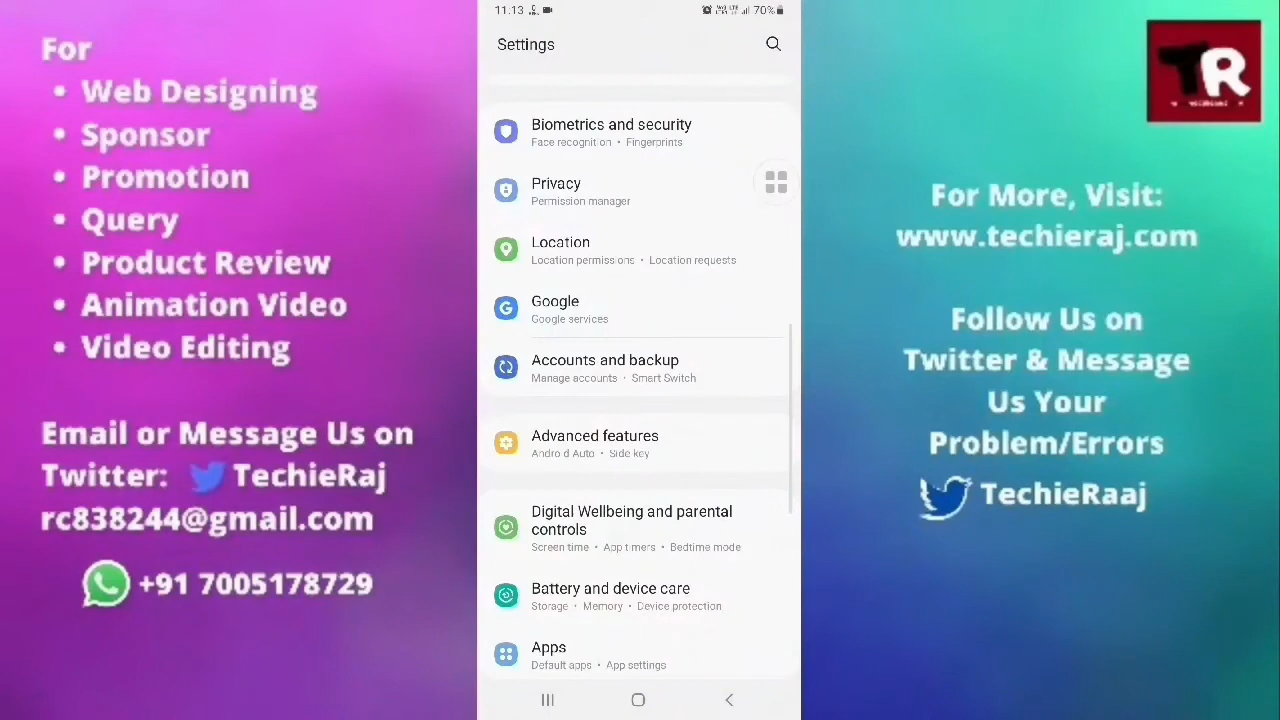 For
• Web Designing
• Sponsor
• Promotion
• Query
• Product Review
• Animation Video
• Video Editing
Email or Message Us on
Twitter: TechieRaj
rc838244@gmail.com
+91 7005178729
11.13
70%
Settings
Biometrics and security
Face recognition • Fingerprints
Privacy
Permission manager
Location
Location permissions • Location requests
Google
Google services
Accounts and backup
Manage accounts • Smart Switch
Advanced features
Android Auto • Side key
Digital Wellbeing and parental
controls
Screen time • App timers • Bedtime mode
Battery and device care
Storage • Memory • Device protection
Apps
Default apps • App settings
TR
For More, Visit:
www.techieraj.com
Follow Us on
Twitter & Message
Us Your
Problem/Errors
TechieRaaj